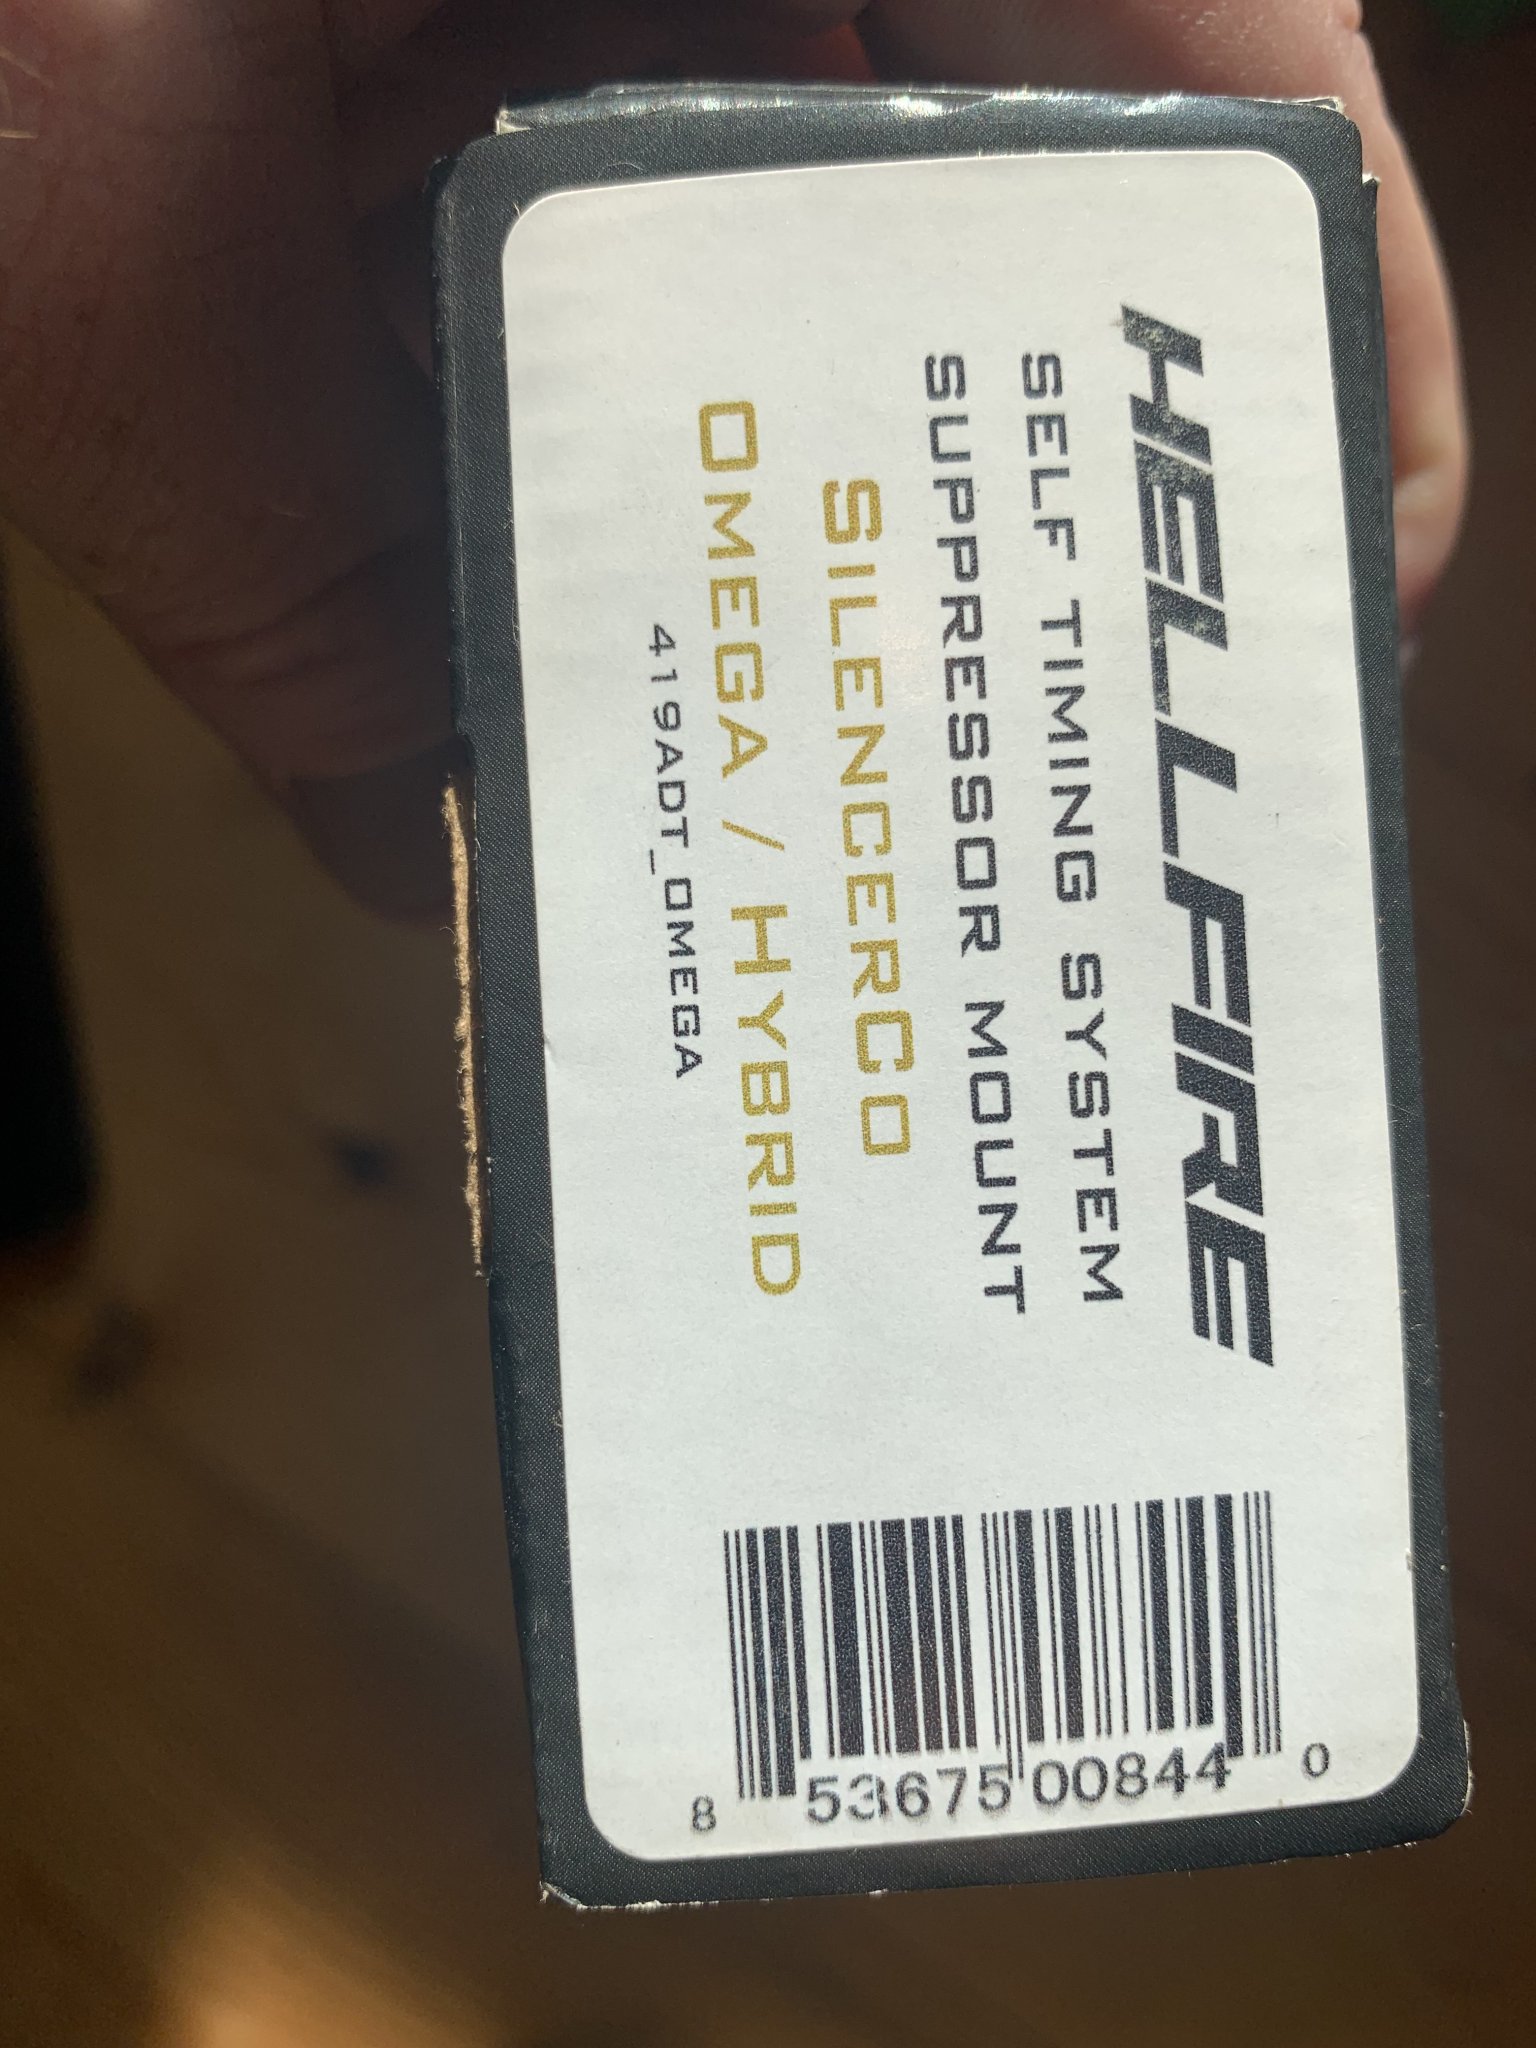 HELLFIRE
SELF TIMING SYSTEM
SUPPRESSOR MOUNT
SILENCERCO
OMEGA / HYBRID
419ADT_OMEGA
8 53675 00844 0